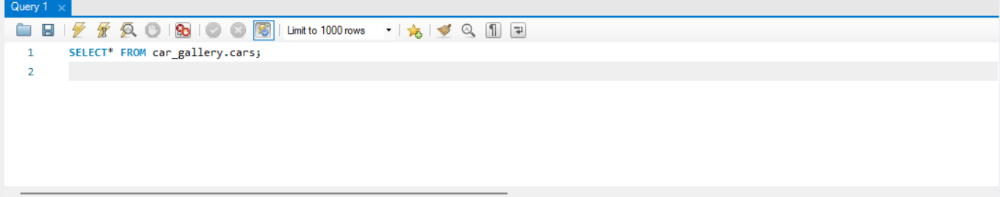 Query 1
Limit to 1000 rows
1 SELECT* FROM car_gallery.cars;
2